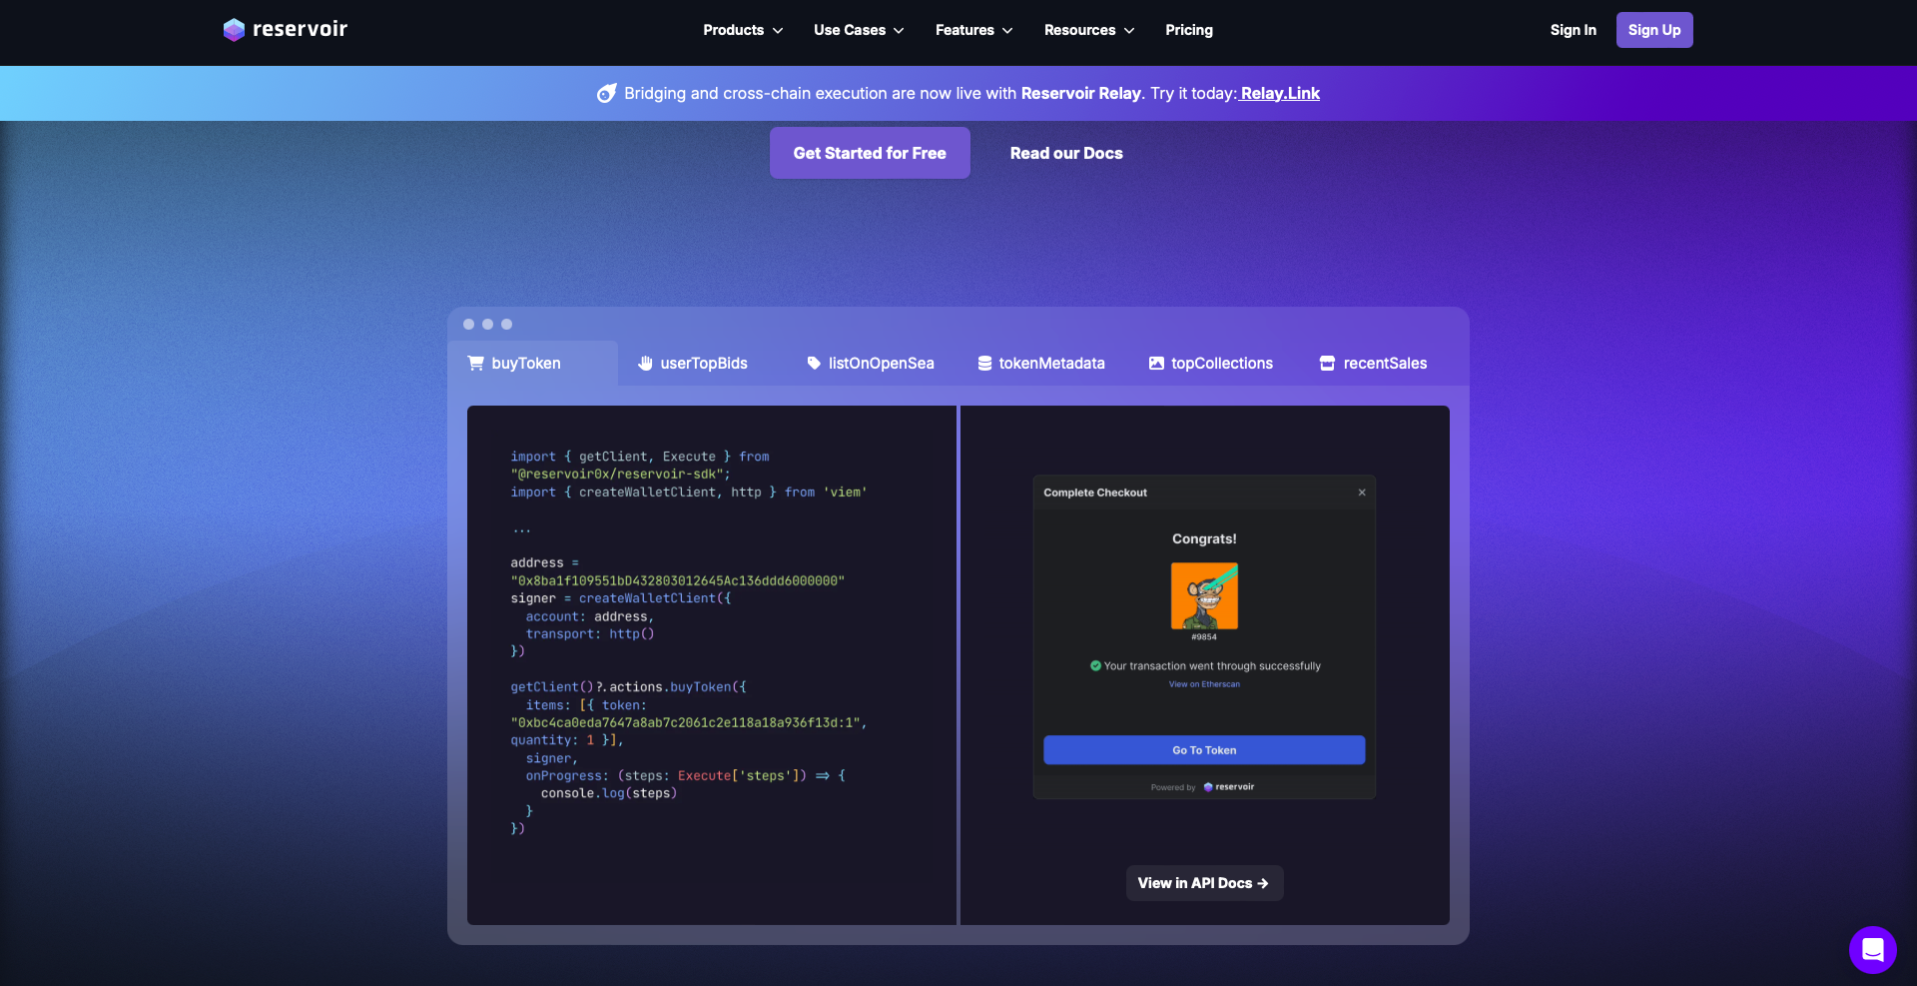 reservoir
Products
Use Cases
Features
Resources
Pricing
Sign In
Sign Up
Bridging and cross-chain execution are now live with Reservoir Relay. Try it today: Relay.Link
Get Started for Free
Read our Docs
buyToken
userTopBids
listOnOpenSea
tokenMetadata
topCollections
recentSales
import { getClient, Execute } from
"@reservoir0x/reservoir-sdk";
import { createWalletClient, http } from 'viem'
...
address =
"0x8ba1f109551bD432803012645Ac136ddd6000000"
signer = createWalletClient({
account: address,
transport: http()
})
getClient()?.actions.buyToken({
items: [{ token:
"0xbc4ca0eda7647a8ab7c2061c2e118a18a936f13d:1",
quantity: 1 }],
signer,
onProgress: (steps: Execute['steps']) => {
console.log(steps)
}
})
Complete Checkout
×
Congrats!
#9854
Your transaction went through successfully
View on Etherscan
Go To Token
Powered by reservoir
View in API Docs →